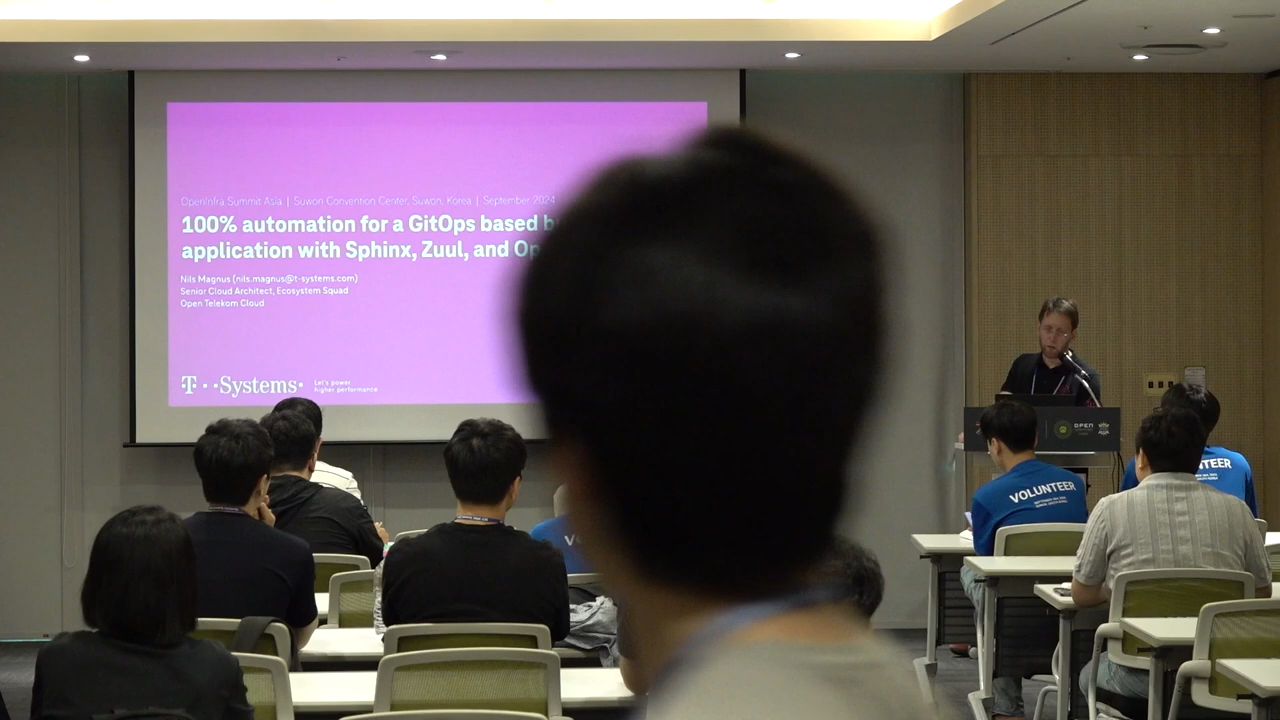 OpenInfra Summit Asia | Suwon Convention Center, Suwon, Korea | September 2024
100% automation for a GitOps based
application with Sphinx, Zuul, and
Nils Magnus (nils.magnus@t-systems.com)
Senior Cloud Architect, Ecosystem Squad
Open Telekom Cloud
T··Systems·
Let's power
higher performance
OPEN
VOLUNTEER